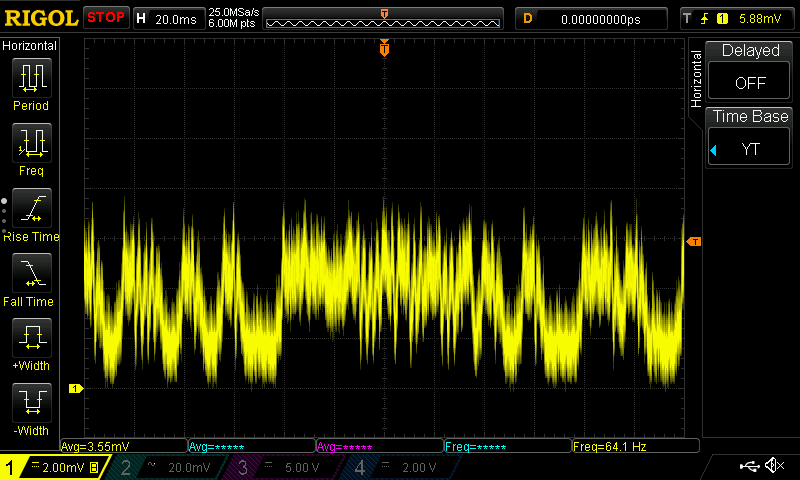 RIGOL STOP H 20.0ms 25.0MSa/s 6.00M pts T D 0.00000000ps T 1 5.88mV
Horizontal
Period
Freq
Rise Time
Fall Time
+Width
-Width
T
T
1
Horizontal
Delayed
OFF
Time Base
YT
Avg=3.55mV Avg=***** Avg=***** Freq=***** Freq=64.1 Hz
1 2.00mV B 2 20.0mV 3 5.00 V 4 2.00 V